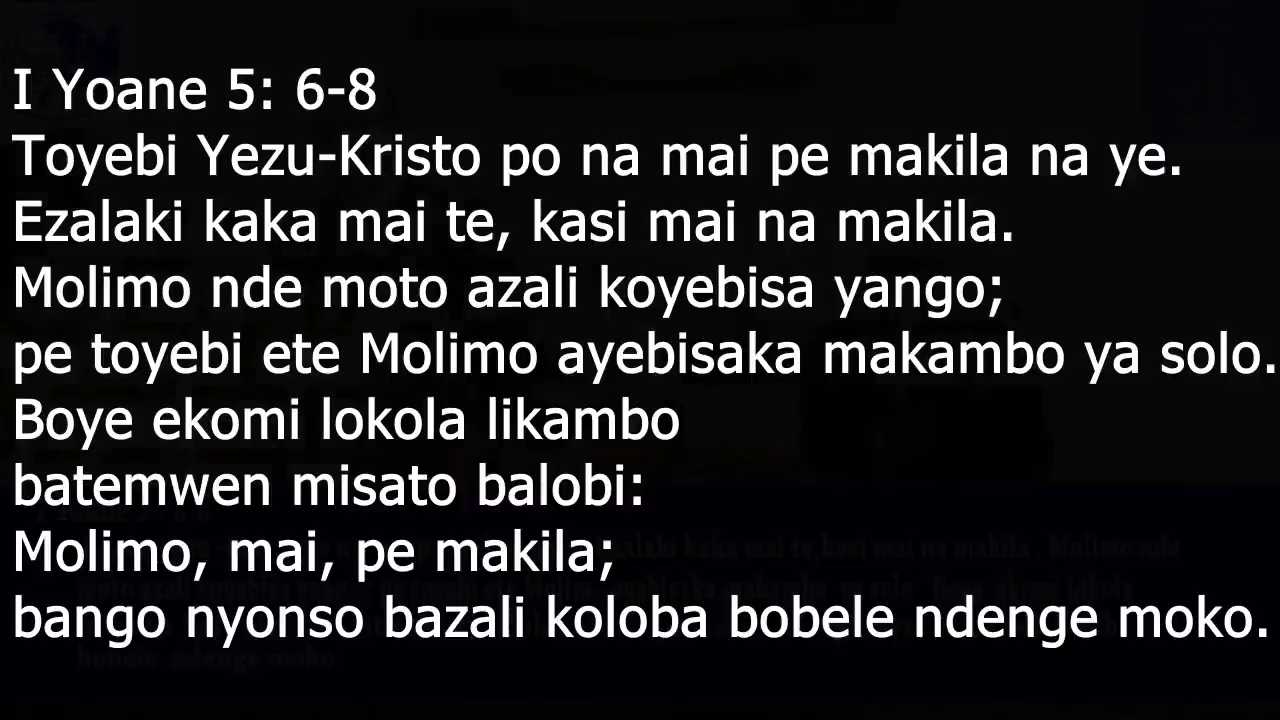 I Yoane 5: 6-8
Toyebi Yezu-Kristo po na mai pe makila na ye.
Ezalaki kaka mai te, kasi mai na makila.
Molimo nde moto azali koyebisa yango;
pe toyebi ete Molimo ayebisaka makambo ya solo.
Boye ekomi lokola likambo
batemwen misato balobi:
Molimo, mai, pe makila;
bango nyonso bazali koloba bobele ndenge moko.